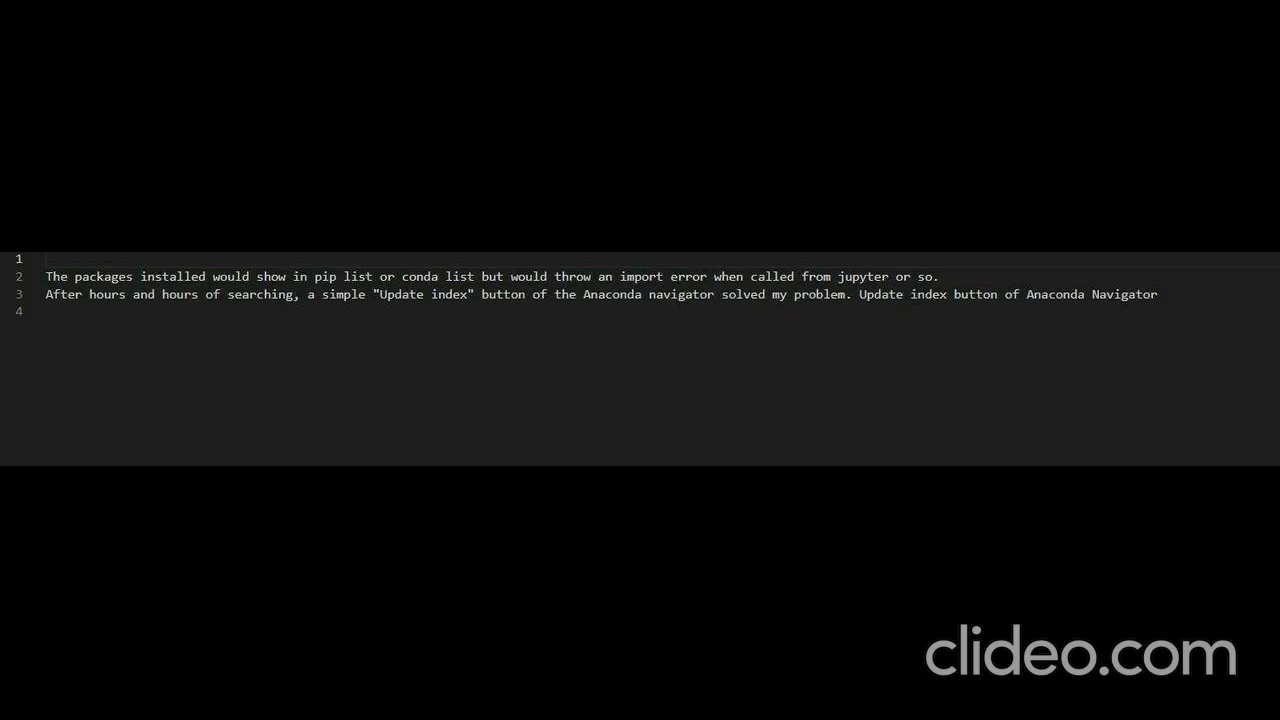 1
2 The packages installed would show in pip list or conda list but would throw an import error when called from jupyter or so.
3 After hours and hours of searching, a simple "Update index" button of the Anaconda navigator solved my problem. Update index button of Anaconda Navigator
4
clideo.com